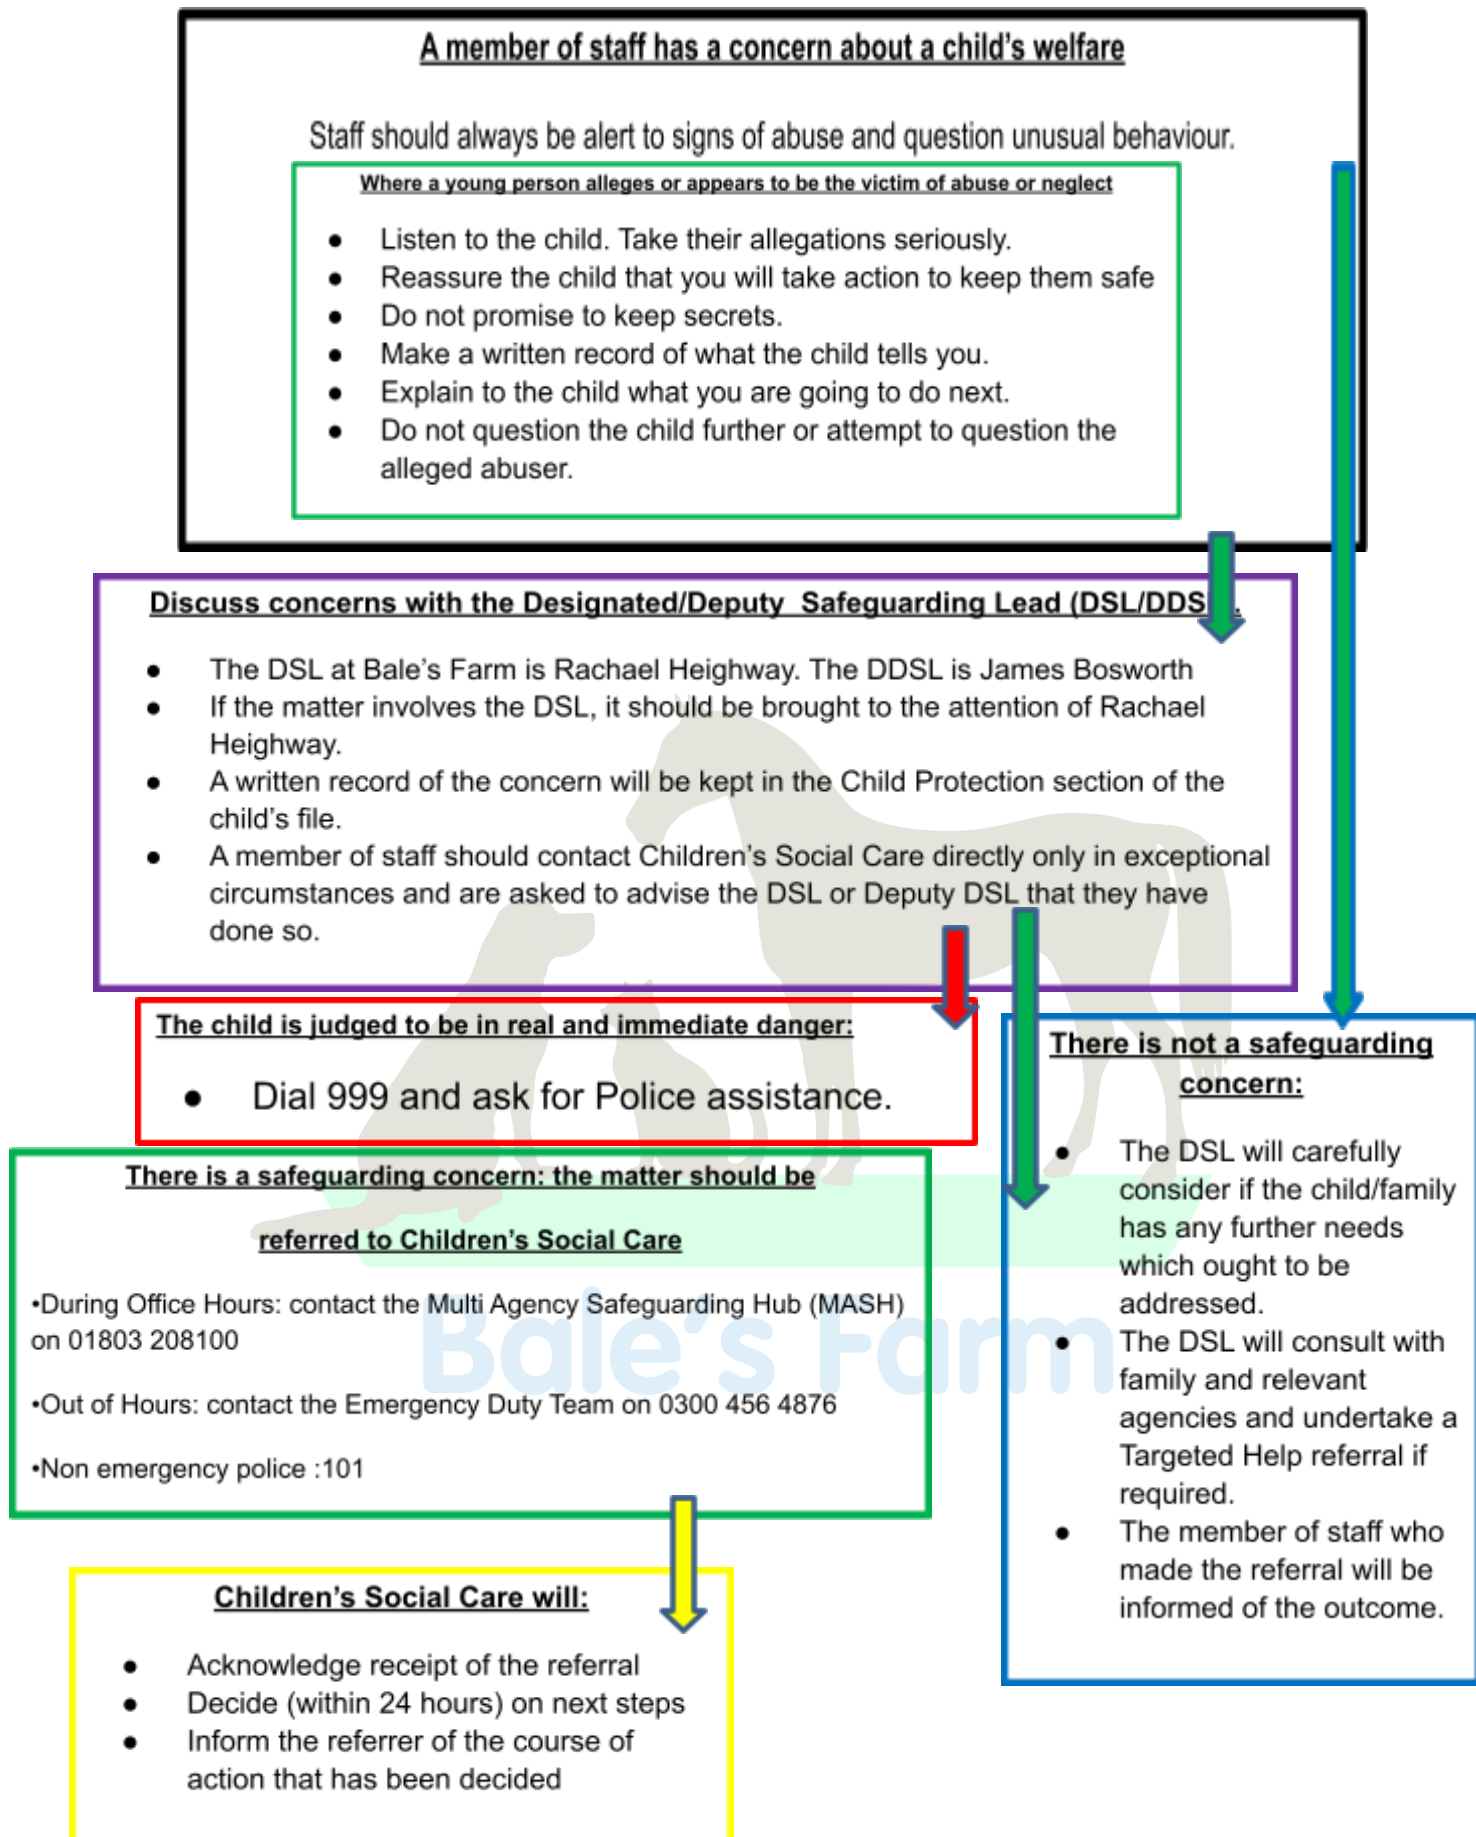 A member of staff has a concern about a child's welfare
Staff should always be alert to signs of abuse and question unusual behaviour.
Where a young person alleges or appears to be the victim of abuse or neglect
● Listen to the child. Take their allegations seriously.
● Reassure the child that you will take action to keep them safe
● Do not promise to keep secrets.
● Make a written record of what the child tells you.
● Explain to the child what you are going to do next.
● Do not question the child further or attempt to question the
alleged abuser.
Discuss concerns with the Designated/Deputy Safeguarding Lead (DSL/DDS
● The DSL at Bale's Farm is Rachael Heighway. The DDSL is James Bosworth
● If the matter involves the DSL, it should be brought to the attention of Rachael
Heighway.
● A written record of the concern will be kept in the Child Protection section of the
child's file.
● A member of staff should contact Children's Social Care directly only in exceptional
circumstances and are asked to advise the DSL or Deputy DSL that they have
done so.
The child is judged to be in real and immediate danger:
● Dial 999 and ask for Police assistance.
There is a safeguarding concern: the matter should be
referred to Children's Social Care
•During Office Hours: contact the Multi Agency Safeguarding Hub (MASH)
on 01803 208100
•Out of Hours: contact the Emergency Duty Team on 0300 456 4876
•Non emergency police :101
Bale's Farm
There is not a safeguarding
concern:
● The DSL will carefully
consider if the child/family
has any further needs
which ought to be
addressed.
● The DSL will consult with
family and relevant
agencies and undertake a
Targeted Help referral if
required.
● The member of staff who
made the referral will be
informed of the outcome.
Children's Social Care will:
● Acknowledge receipt of the referral
● Decide (within 24 hours) on next steps
● Inform the referrer of the course of
action that has been decided